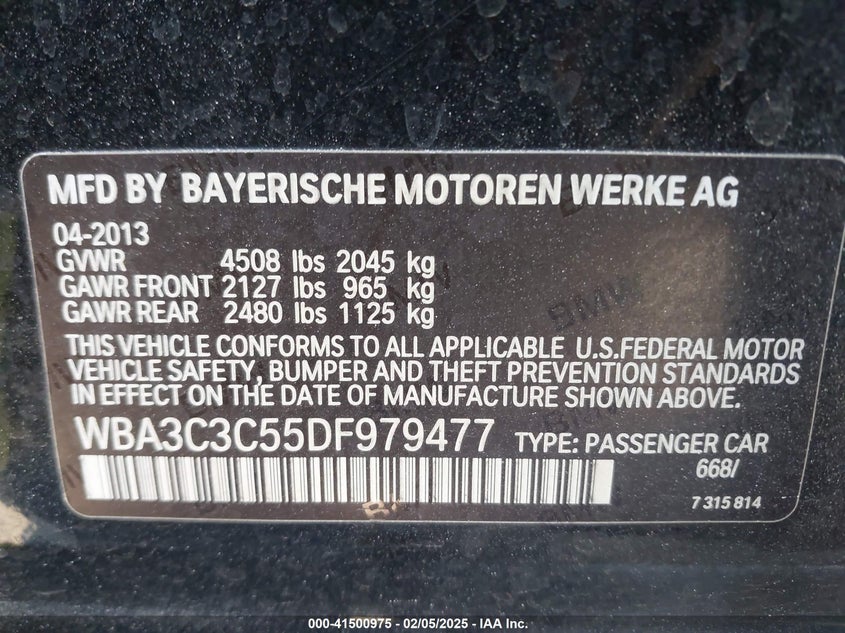 MFD BY BAYERISCHE MOTOREN WERKE AG
04-2013
GVWR 4508 lbs 2045 kg
GAWR FRONT 2127 lbs 965 kg
GAWR REAR 2480 lbs 1125 kg
THIS VEHICLE CONFORMS TO ALL APPLICABLE U.S.FEDERAL MOTOR
VEHICLE SAFETY, BUMPER AND THEFT PREVENTION STANDARDS
IN EFFECT ON THE DATE OF MANUFACTURE SHOWN ABOVE.
WBA3C3C55DF979477 TYPE: PASSENGER CAR
668/
7 315 814
000-41500975 - 02/05/2025 - IAA Inc.